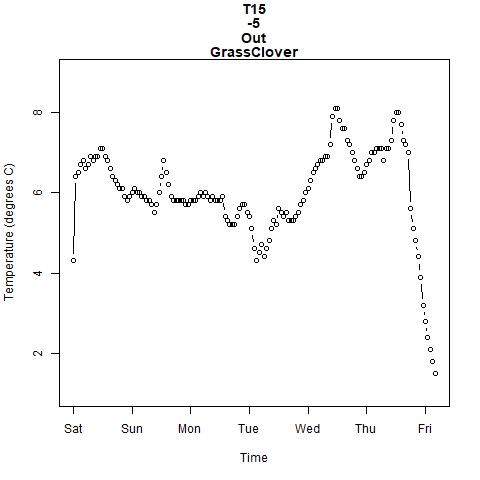 T15
-5
Out
GrassClover
Temperature (degrees C)
8
6
4
2
Sat Sun Mon Tue Wed Thu Fri
Time